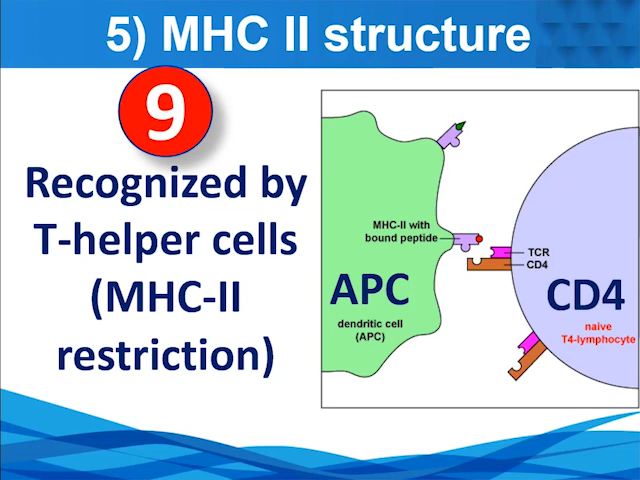 5) MHC II structure
9
Recognized by
T-helper cells
(MHC-II
restriction)
MHC-II with
bound peptide
TCR
CD4
APC
dendritic cell
(APC)
CD4
naive
T4-lymphocyte